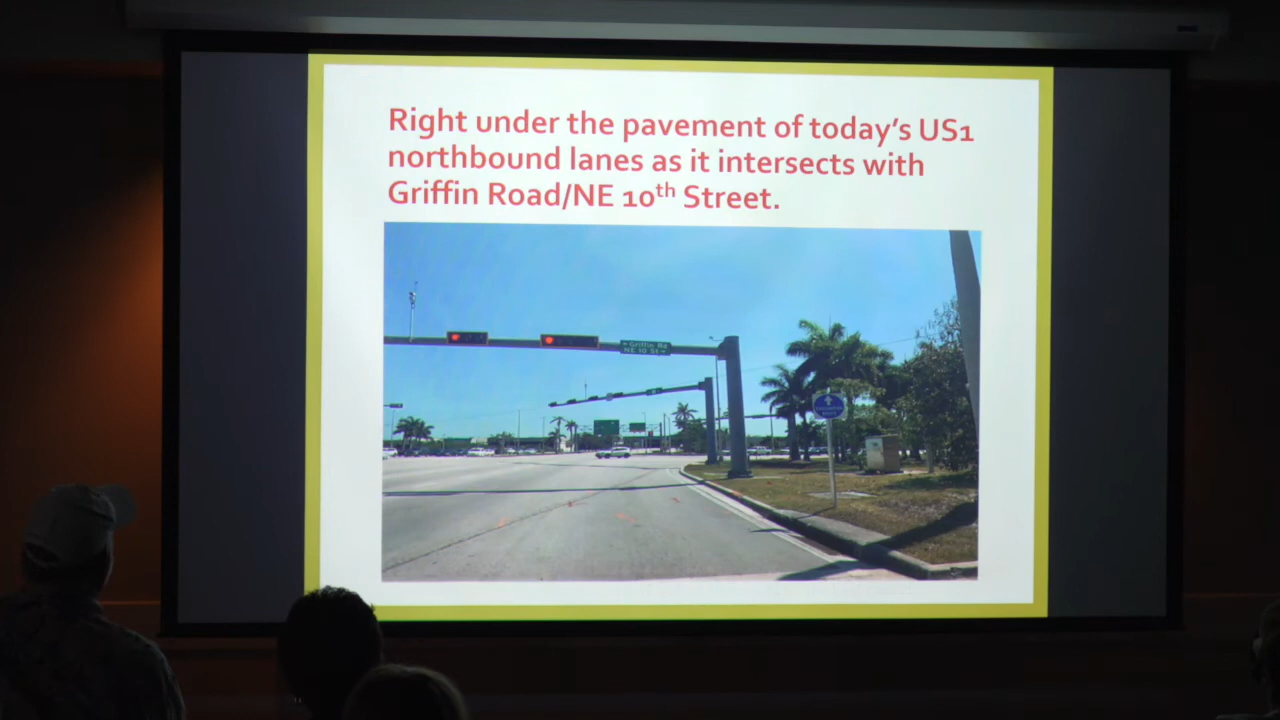 Right under the pavement of today's US1
northbound lanes as it intersects with
Griffin Road/NE 10th Street.
Griffin Rd
NE 10 St